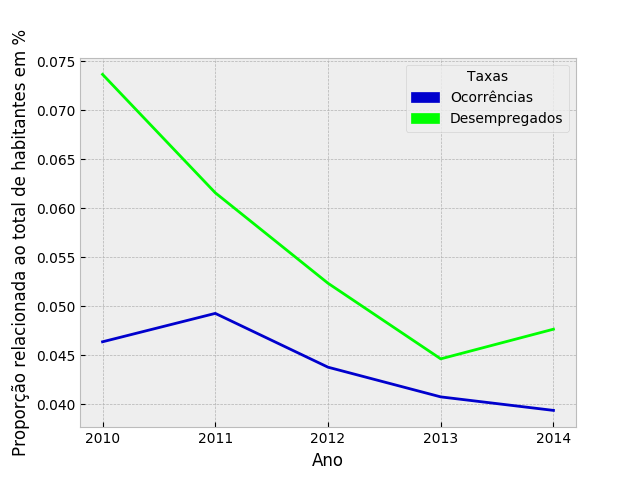 Proporção relacionada ao total de habitantes em %
0.075
0.070
0.065
0.060
0.055
0.050
0.045
0.040
Taxas
Ocorrências
Desempregados
2010 2011 2012 2013 2014
Ano